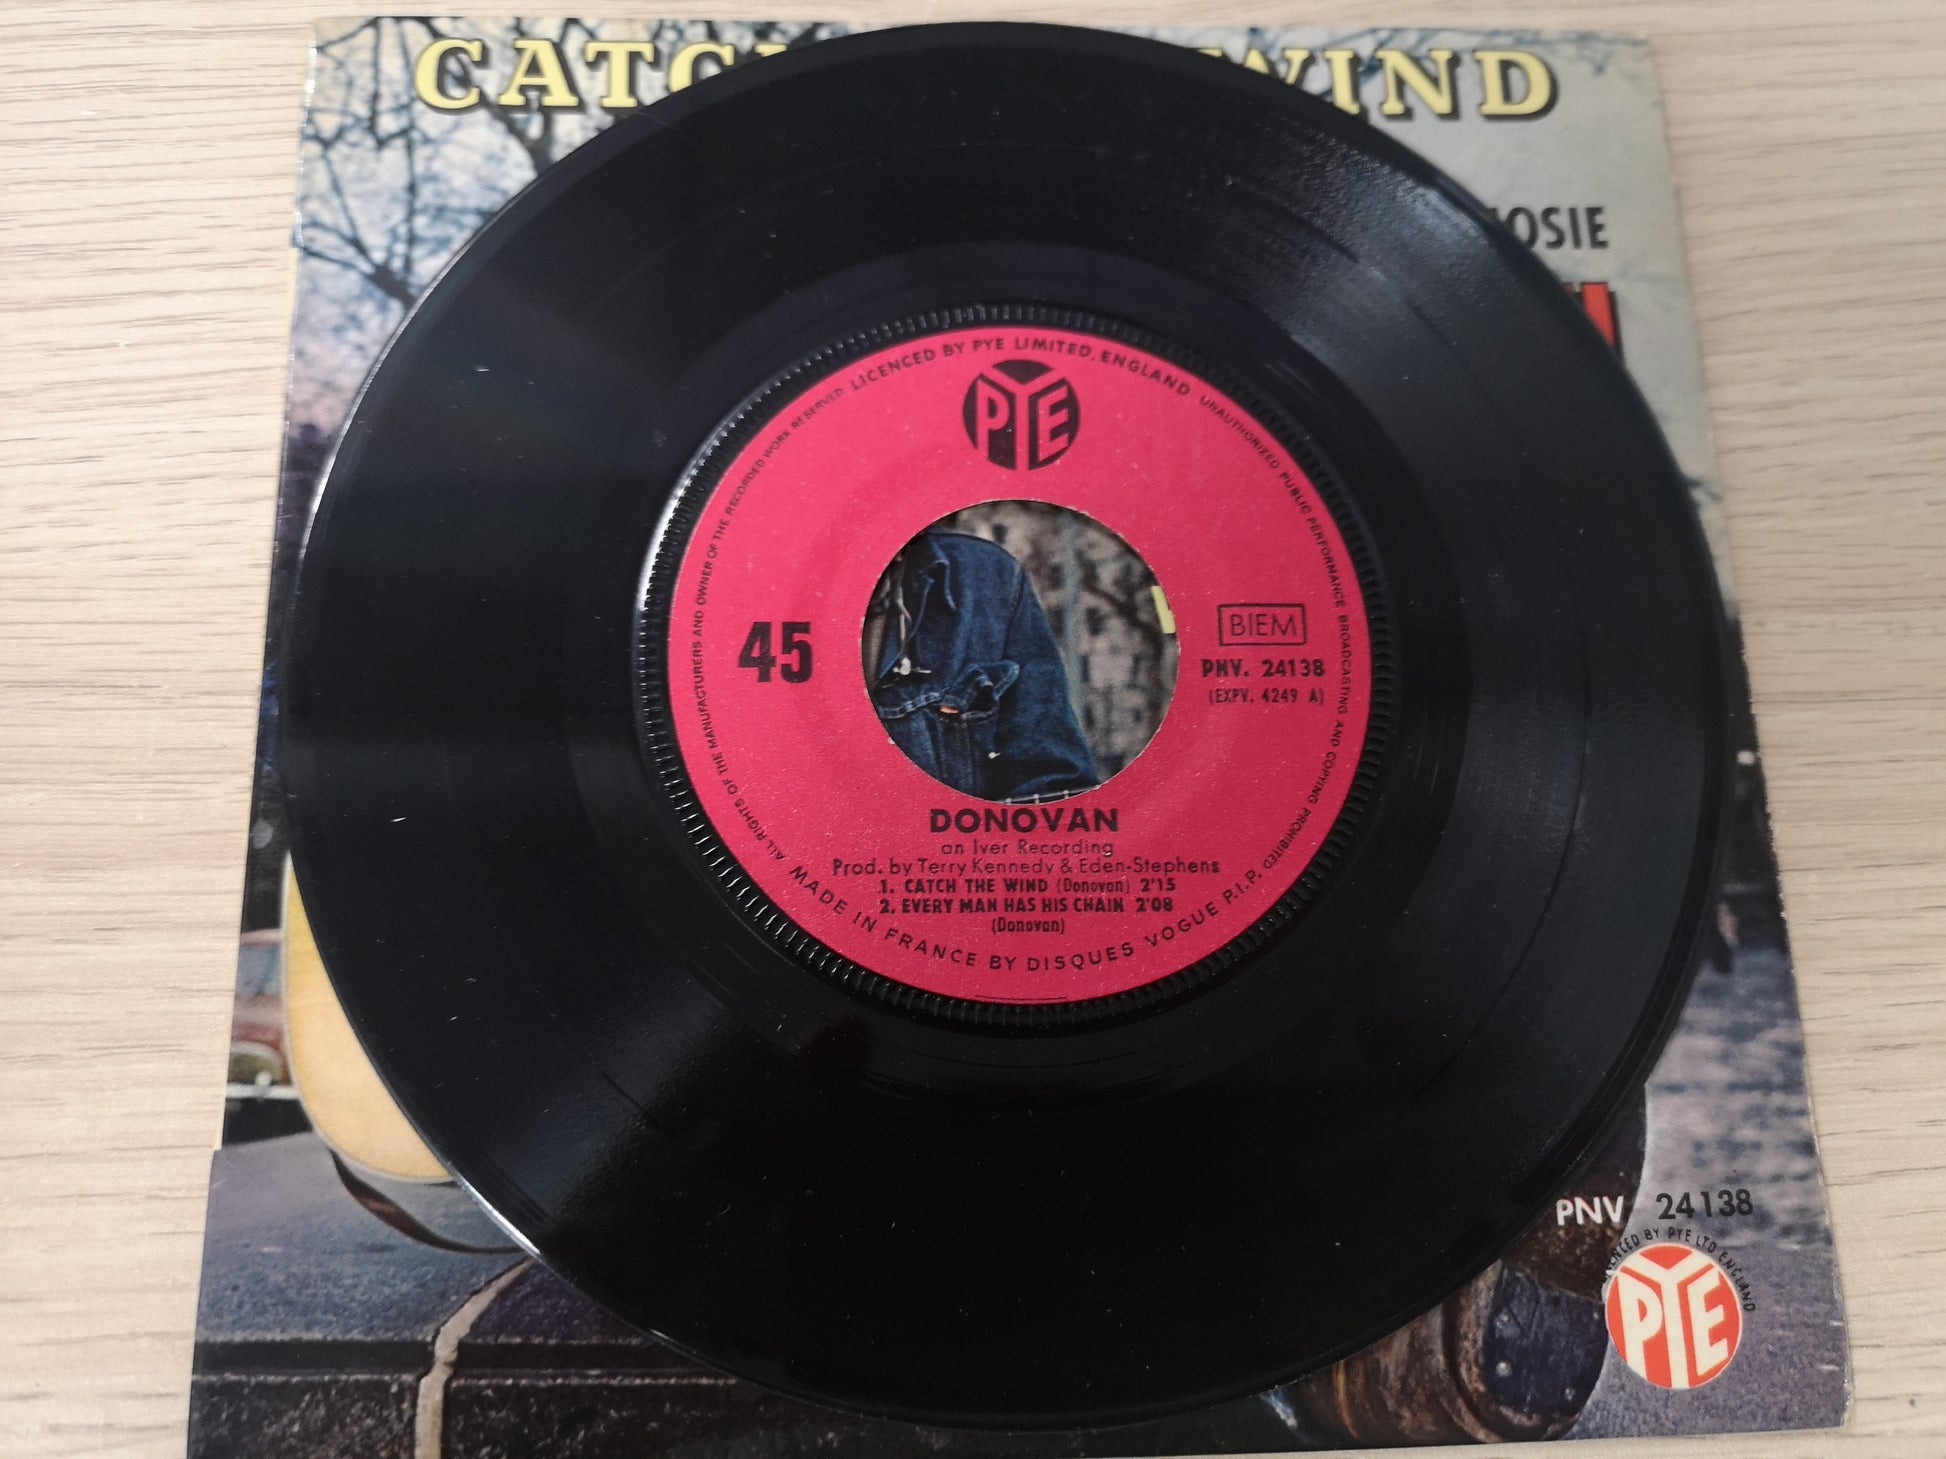 CATCH WIND
JOSIE
LICENCED BY PYE LIMITED, ENGLAND
UNAUTHORIZED PUBLIC PERFORMANCE BROADCASTING AND COPYING PROHIBITED
ALL RIGHTS OF THE MANUFACTURERS AND OWNER OF THE RECORDED WORK RESERVED
PYE
45
BIEM
PNV. 24138
(EXPV. 4249 A)
DONOVAN
an Iver Recording
Prod. by Terry Kennedy & Eden-Stephens
1. CATCH THE WIND (Donovan) 2'15
2. EVERY MAN HAS HIS CHAIN 2'08
(Donovan)
MADE IN FRANCE BY DISQUES VOGUE P.I.P.
PNV 24138
LICENCED BY PYE LTD ENGLAND
PYE